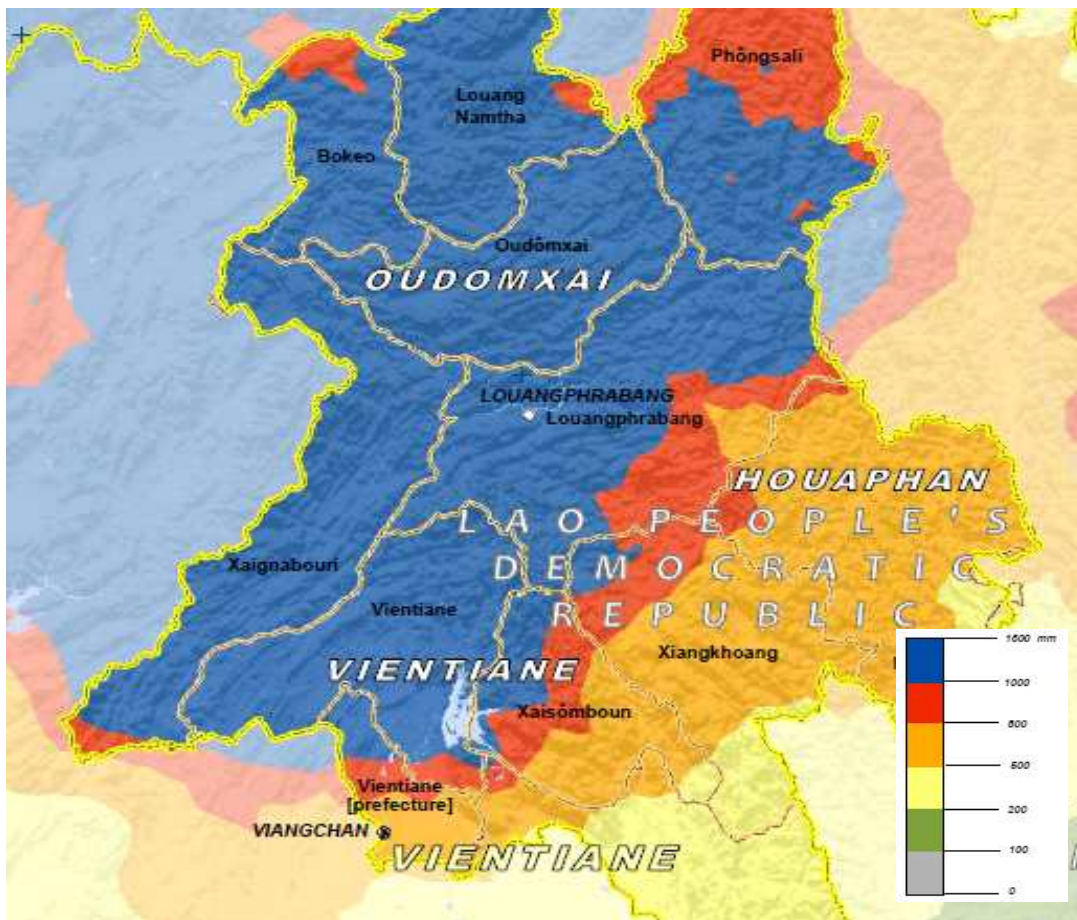 Phôngsali
Louang
Namtha
Bokeo
Oudômxai
OUDOMXAI
LOUANGPHRABANG
Louangphrabang
HOUAPHAN
LAO PEOPLE'S
DEMOCRATIC
REPUBLIC
Xaignabouri
Vientiane
Xiangkhoang
VIENTIANE
Xaisômboun
Vientiane
[prefecture]
VIANGCHAN
VIENTIANE
1600 mm
1000
800
500
200
100
0